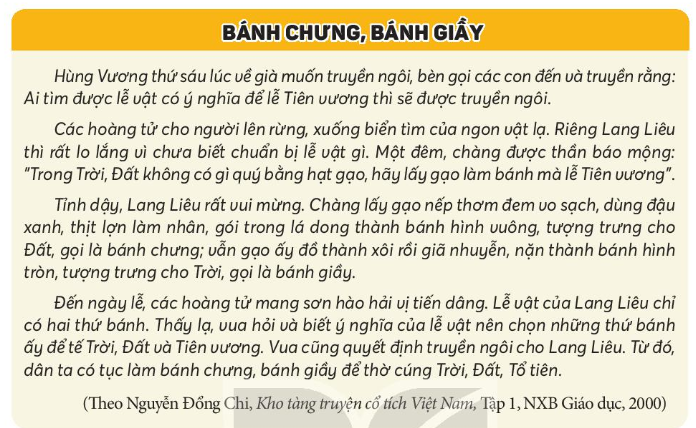 BÁNH CHƯNG, BÁNH GIẦY
Hùng Vương thứ sáu lúc về già muốn truyền ngôi, bèn gọi các con đến và truyền rằng:
Ai tìm được lễ vật có ý nghĩa để lễ Tiên vương thì sẽ được truyền ngôi.
Các hoàng tử cho người lên rừng, xuống biển tìm của ngon vật lạ. Riêng Lang Liêu
thì rất lo lắng vì chưa biết chuẩn bị lễ vật gì. Một đêm, chàng được thần báo mộng:
“Trong Trời, Đất không có gì quý bằng hạt gạo, hãy lấy gạo làm bánh mà lễ Tiên vương”.
Tỉnh dậy, Lang Liêu rất vui mừng. Chàng lấy gạo nếp thơm đem vo sạch, dùng đậu
xanh, thịt lợn làm nhân, gói trong lá dong thành bánh hình vuông, tượng trưng cho
Đất, gọi là bánh chưng; vẫn gạo ấy đồ thành xôi rồi giã nhuyễn, nặn thành bánh hình
tròn, tượng trưng cho Trời, gọi là bánh giầy.
Đến ngày lễ, các hoàng tử mang sơn hào hải vị tiến dâng. Lễ vật của Lang Liêu chỉ
có hai thứ bánh. Thấy lạ, vua hỏi và biết ý nghĩa của lễ vật nên chọn những thứ bánh
ấy để tế Trời, Đất và Tiên vương. Vua cũng quyết định truyền ngôi cho Lang Liêu. Từ đó,
dân ta có tục làm bánh chưng, bánh giầy để thờ cúng Trời, Đất, Tổ tiên.
(Theo Nguyễn Đổng Chi, Kho tàng truyện cổ tích Việt Nam, Tập 1, NXB Giáo dục, 2000)